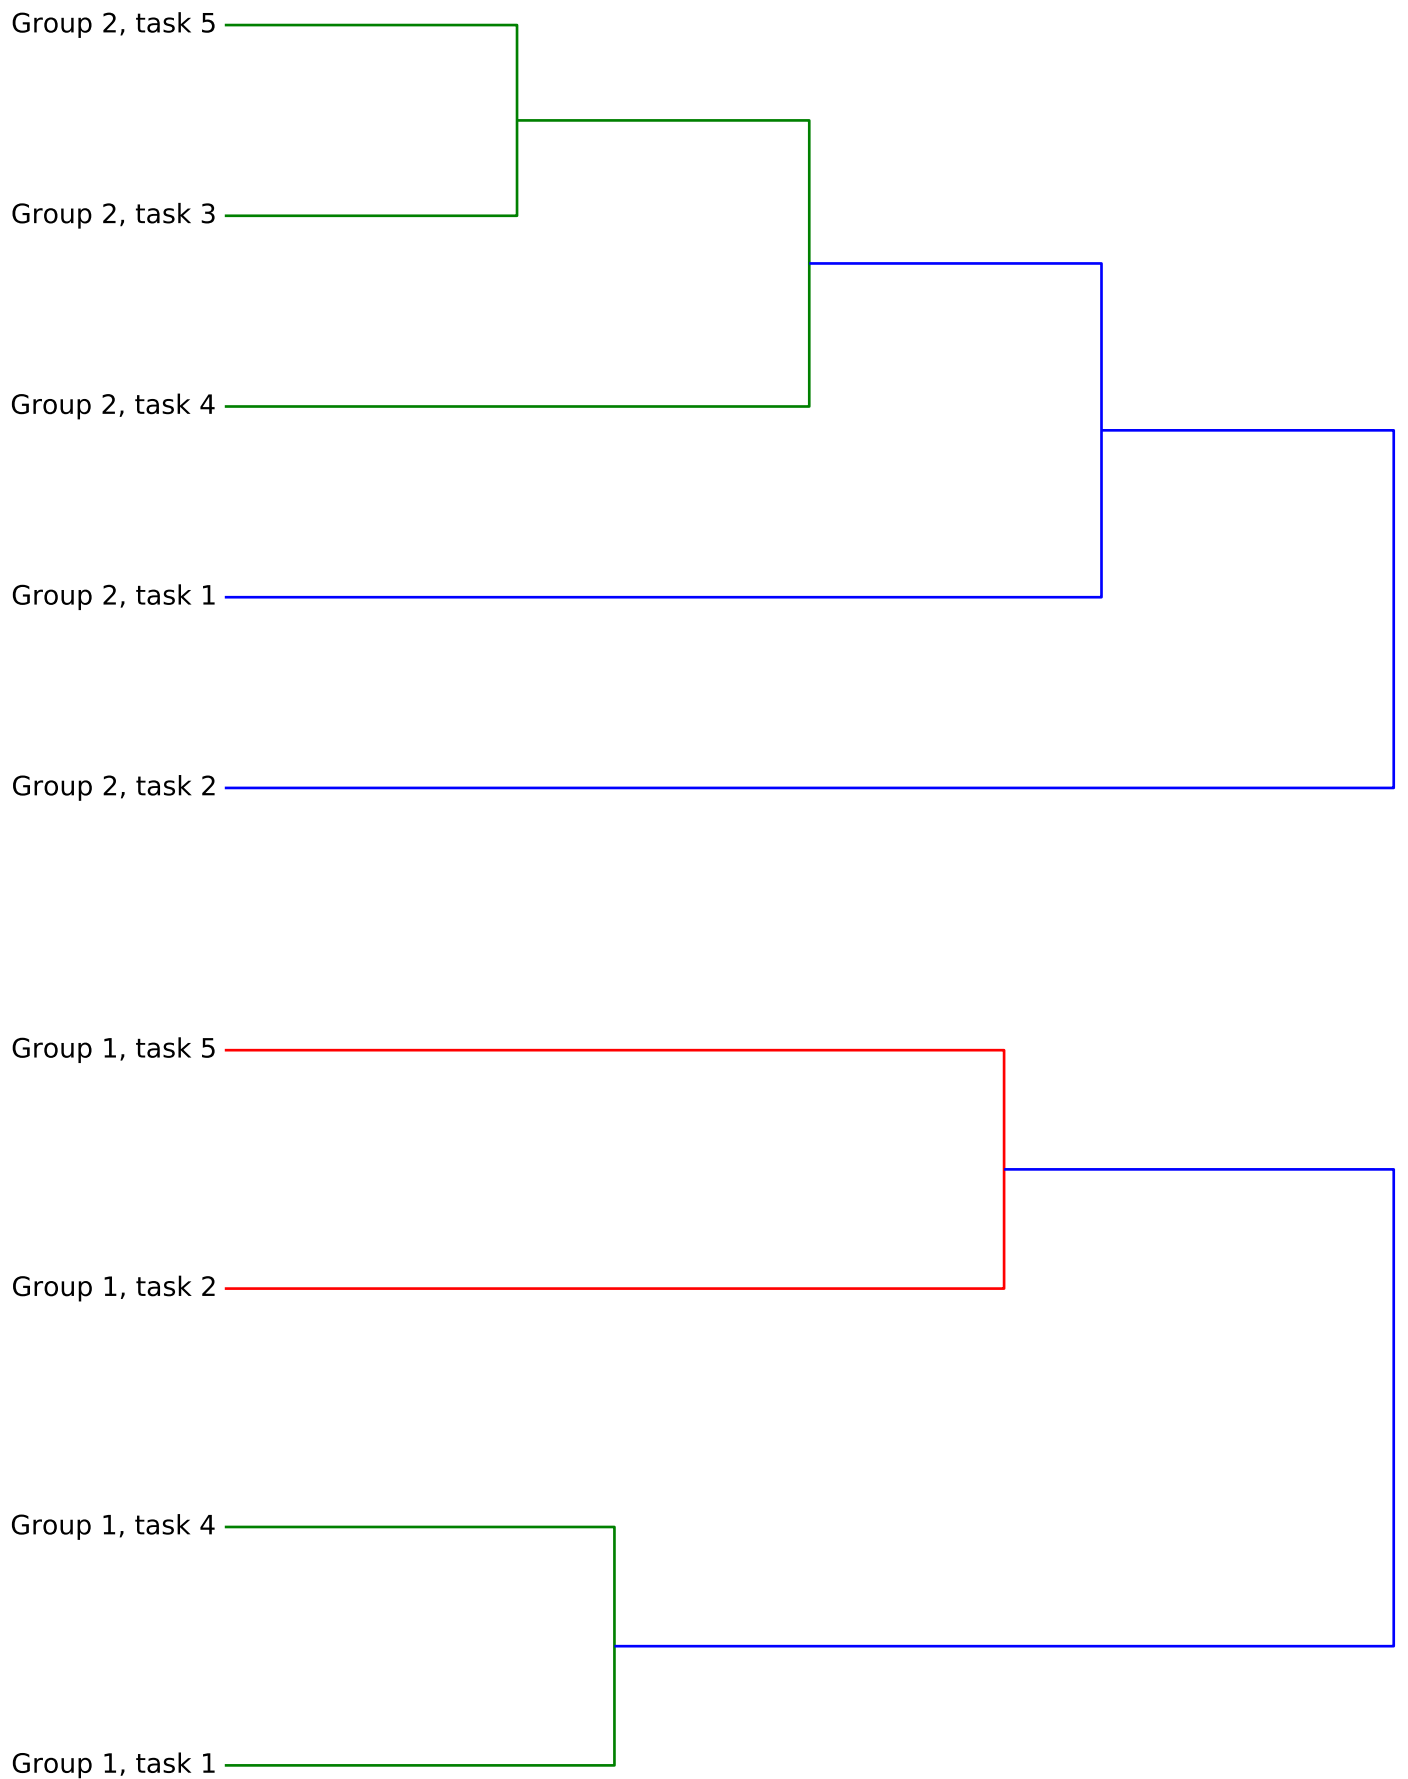 Group 2, task 5
Group 2, task 3
Group 2, task 4
Group 2, task 1
Group 2, task 2
Group 1, task 5
Group 1, task 2
Group 1, task 4
Group 1, task 1